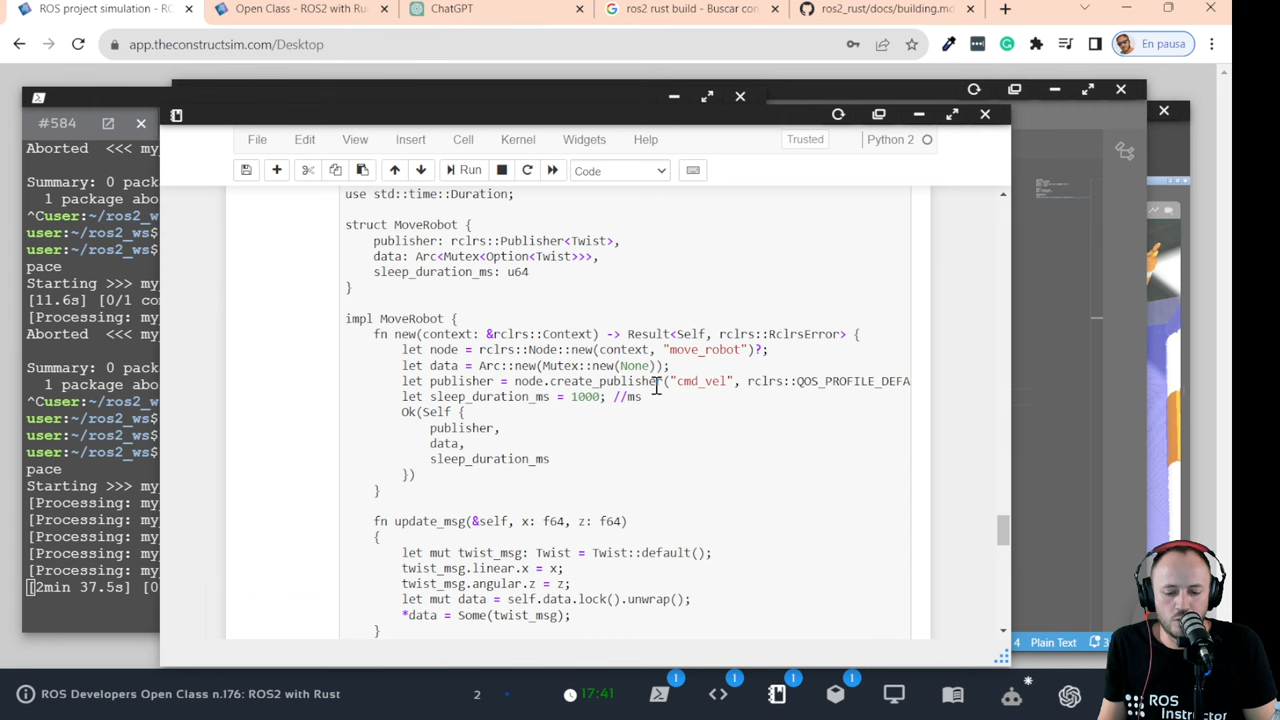 ROS project simulation - RO
Open Class - ROS2 with Rust
ChatGPT
ros2 rust build - Buscar con
ros2_rust/docs/building.md
app.theconstructsim.com/Desktop
En pausa
#584
Aborted <<< my
Summary: 0 pack
1 package abo
^Cuser:~/ros2_w
user:~/ros2_ws$
user:~/ros2_ws$
pace
Starting >>> my
[11.6s] [0/1 co
[Processing: my
Aborted <<< my
Summary: 0 pack
1 package abo
^Cuser:~/ros2_w
user:~/ros2_ws$
user:~/ros2_ws$
user:~/ros2_ws$
pace
Starting >>> my
[Processing: my
[Processing: my
[Processing: my
[Processing: my
[Processing: my
[2min 37.5s] [0
File Edit View Insert Cell Kernel Widgets Help
Trusted
Python 2
Run
Code
use std::time::Duration;
struct MoveRobot {
publisher: rclrs::Publisher<Twist>,
data: Arc<Mutex<Option<Twist>>>,
sleep_duration_ms: u64
}
impl MoveRobot {
fn new(context: &rclrs::Context) -> Result<Self, rclrs::RclrsError> {
let node = rclrs::Node::new(context, "move_robot")?;
let data = Arc::new(Mutex::new(None));
let publisher = node.create_publisher("cmd_vel", rclrs::QOS_PROFILE_DEFA
let sleep_duration_ms = 1000; //ms
Ok(Self {
publisher,
data,
sleep_duration_ms
})
}
fn update_msg(&self, x: f64, z: f64)
{
let mut twist_msg: Twist = Twist::default();
twist_msg.linear.x = x;
twist_msg.angular.z = z;
let mut data = self.data.lock().unwrap();
*data = Some(twist_msg);
}
4 Plain Text 3
ROS Developers Open Class n.176: ROS2 with Rust
2
17:41
1
1
1
1
ROS
Instructor